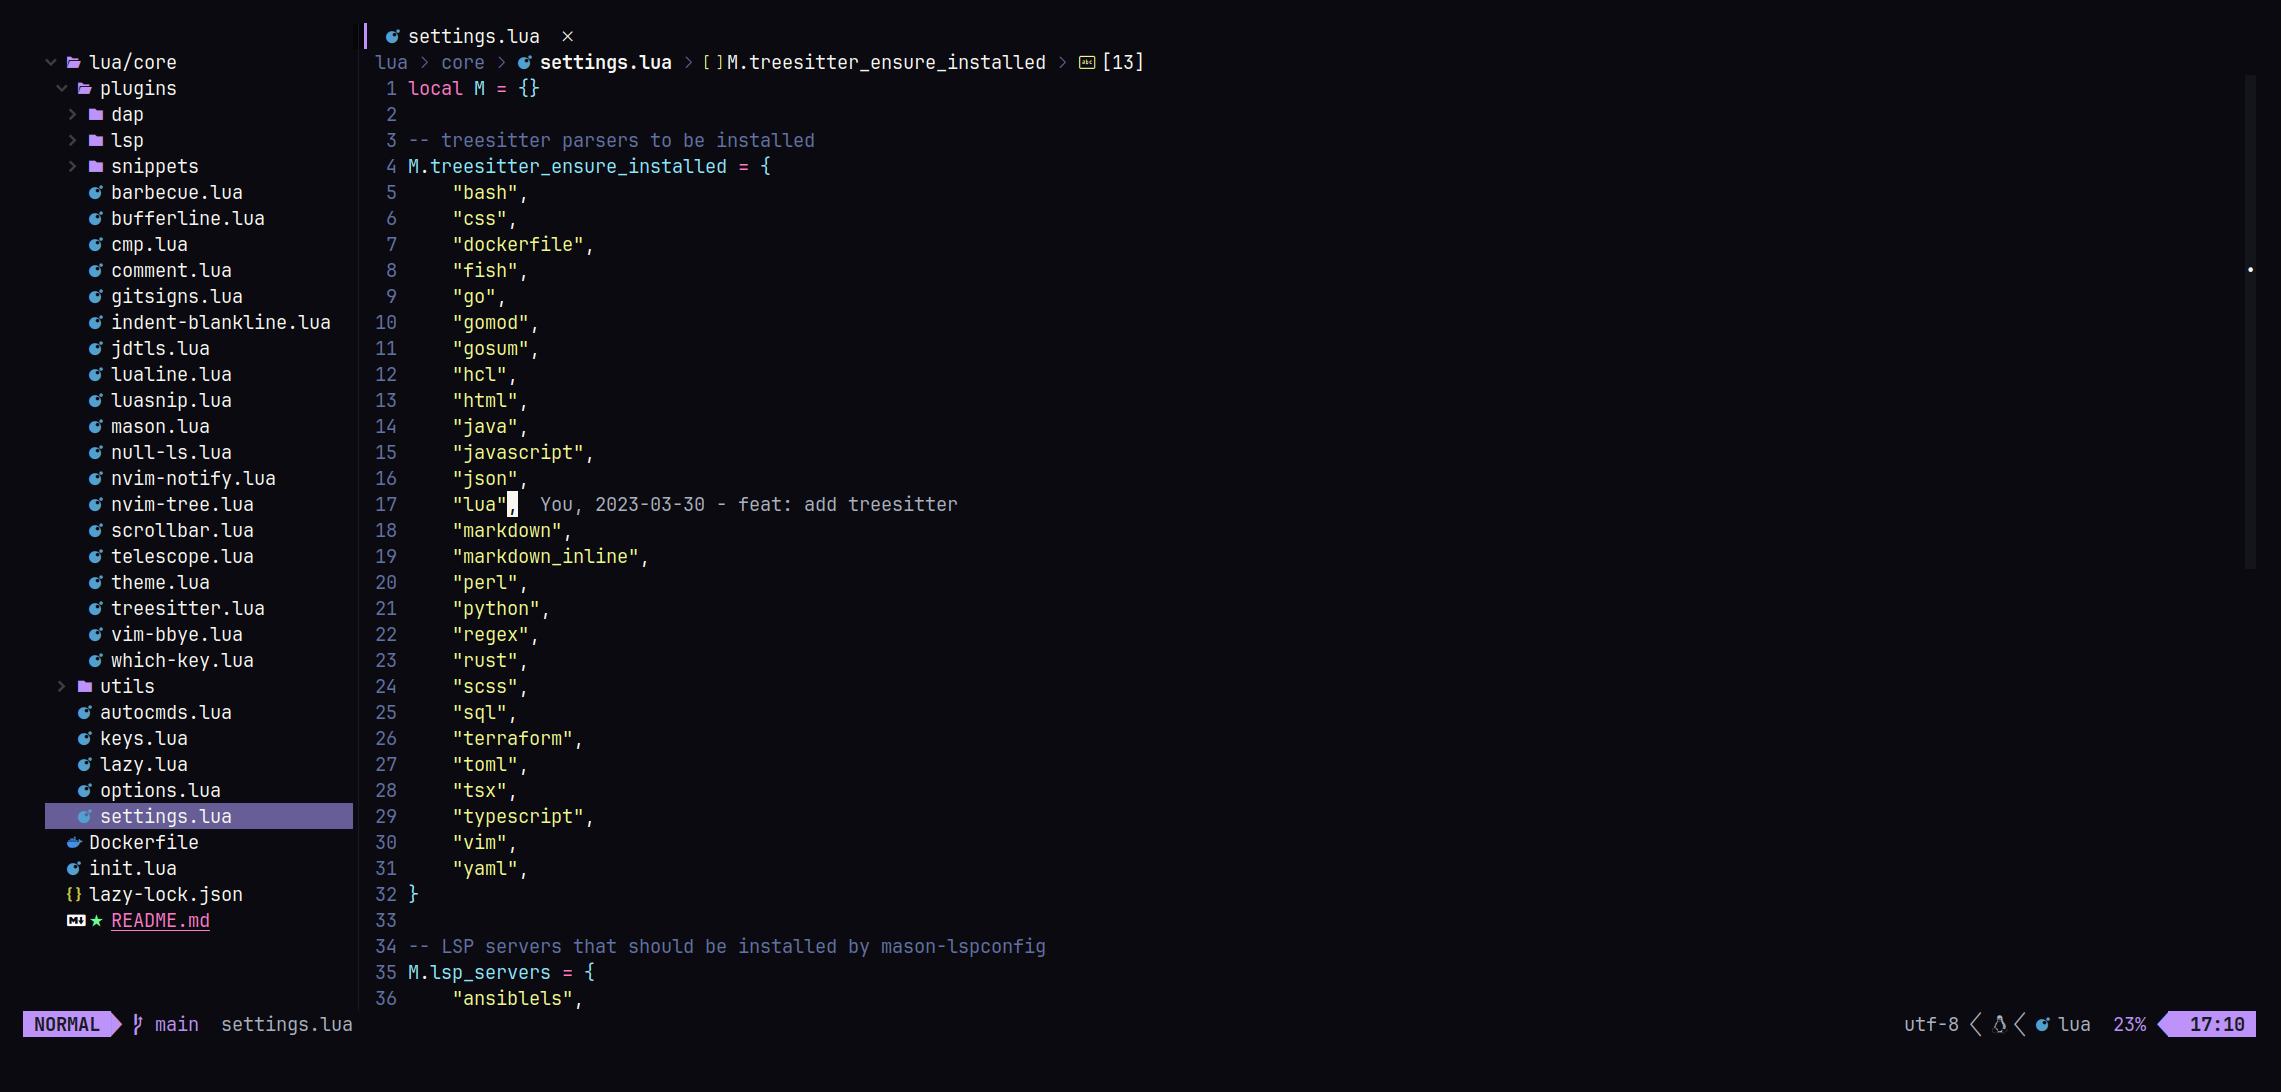 lua/core
plugins
dap
lsp
snippets
barbecue.lua
bufferline.lua
cmp.lua
comment.lua
gitsigns.lua
indent-blankline.lua
jdtls.lua
lualine.lua
luasnip.lua
mason.lua
null-ls.lua
nvim-notify.lua
nvim-tree.lua
scrollbar.lua
telescope.lua
theme.lua
treesitter.lua
vim-bbye.lua
which-key.lua
utils
autocmds.lua
keys.lua
lazy.lua
options.lua
settings.lua
Dockerfile
init.lua
{} lazy-lock.json
M↓ ★ README.md
settings.lua ×
lua > core > settings.lua > [ ] M.treesitter_ensure_installed > abc [13]
1 local M = {}
2
3 -- treesitter parsers to be installed
4 M.treesitter_ensure_installed = {
5     "bash",
6     "css",
7     "dockerfile",
8     "fish",
9     "go",
10     "gomod",
11     "gosum",
12     "hcl",
13     "html",
14     "java",
15     "javascript",
16     "json",
17     "lua",  You, 2023-03-30 - feat: add treesitter
18     "markdown",
19     "markdown_inline",
20     "perl",
21     "python",
22     "regex",
23     "rust",
24     "scss",
25     "sql",
26     "terraform",
27     "toml",
28     "tsx",
29     "typescript",
30     "vim",
31     "yaml",
32 }
33
34 -- LSP servers that should be installed by mason-lspconfig
35 M.lsp_servers = {
36     "ansiblels",
NORMAL main settings.lua utf-8 lua 23% 17:10